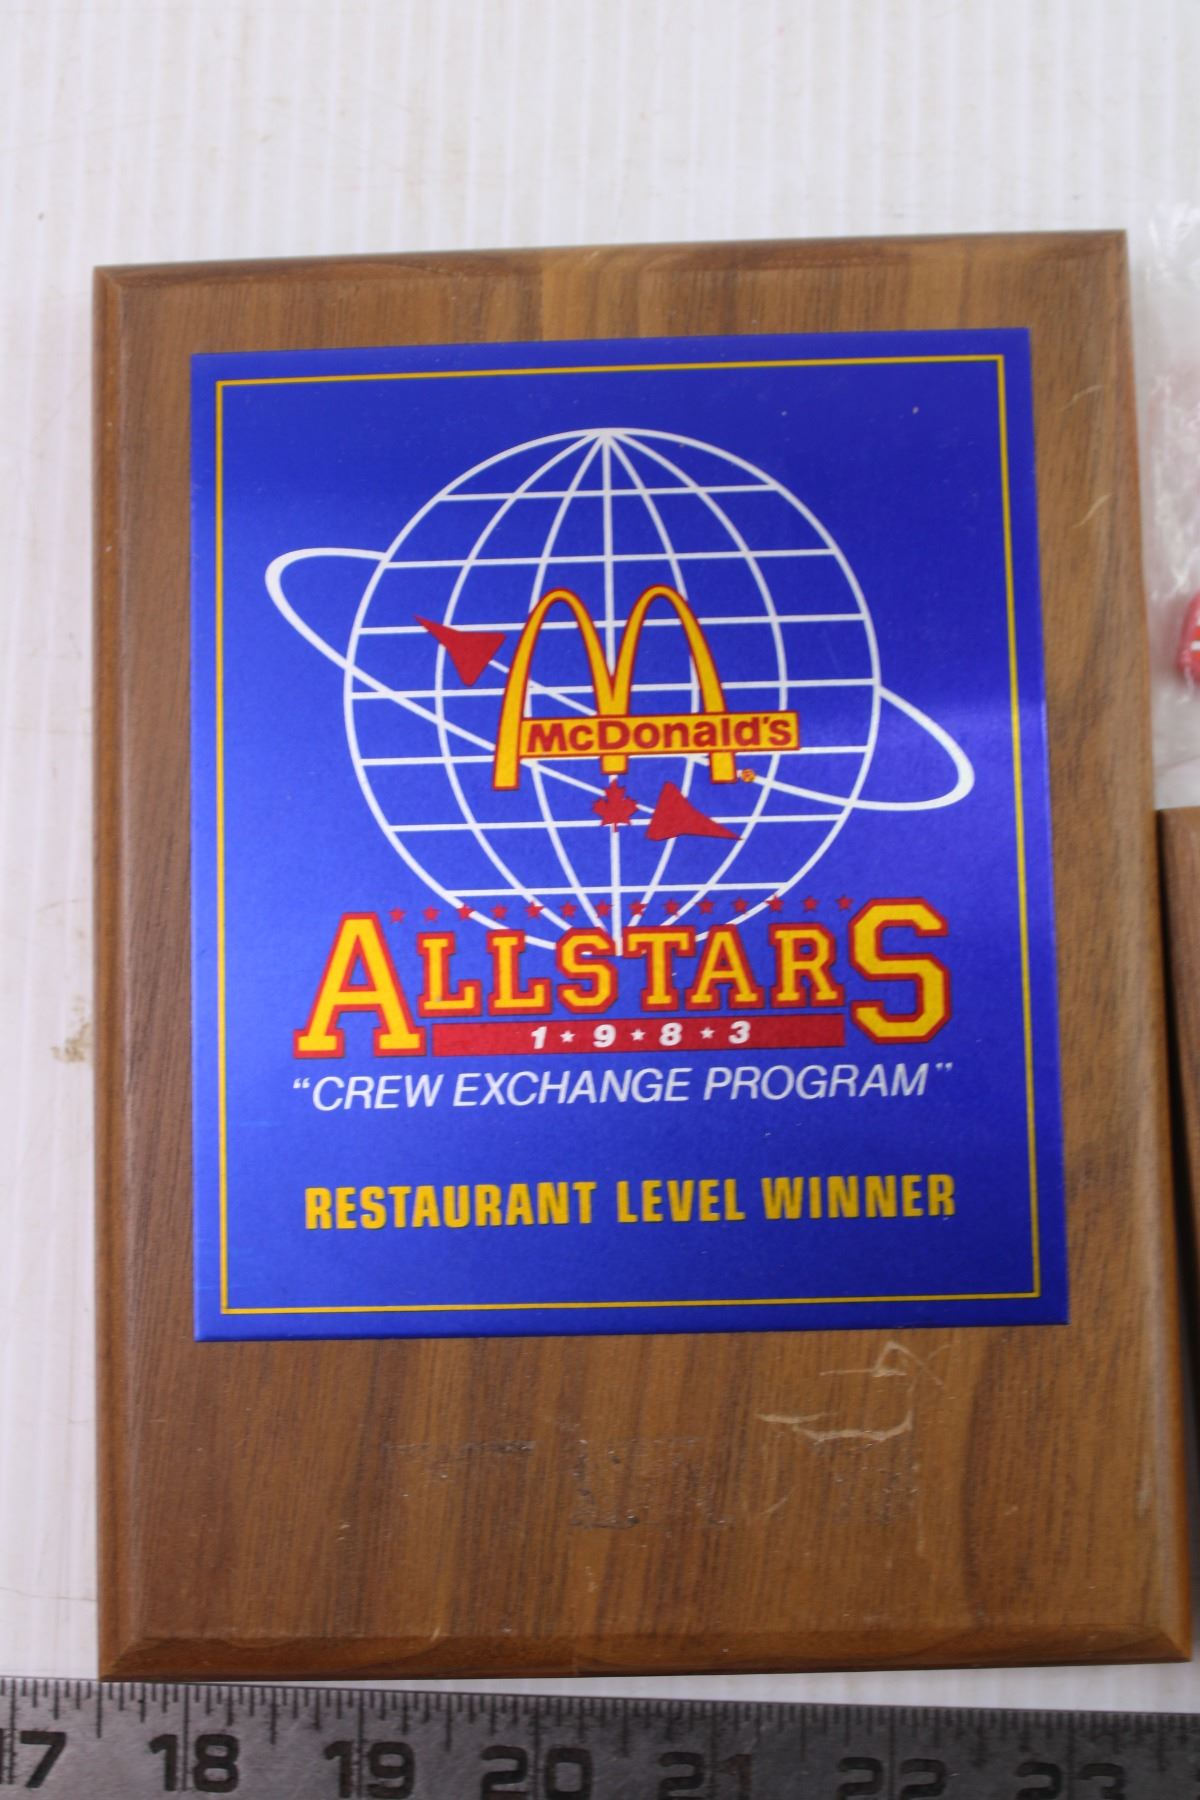 McDonald's
®
ALLSTARS
1★9★8★3
"CREW EXCHANGE PROGRAM"
RESTAURANT LEVEL WINNER
17 18 19 20 21 22 23